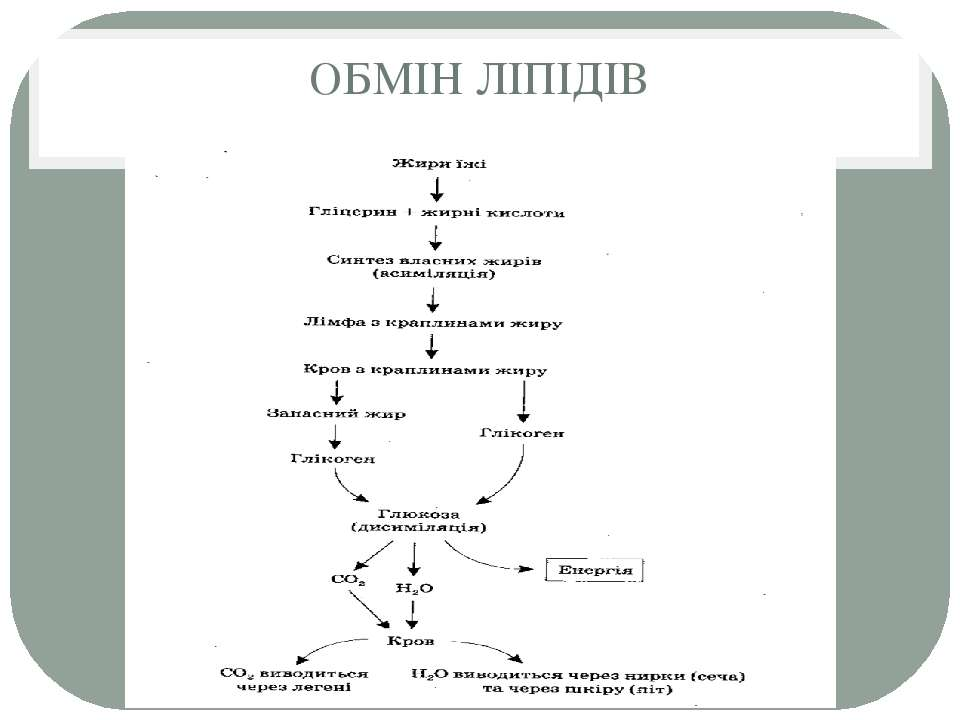 ОБМІН ЛІПІДІВ
Жири їжі
Гліцерин + жирні кислоти
Синтез власних жирів
(асиміляція)
Лімфа з краплинами жиру
Кров з краплинами жиру
Запасний жир
Глікоген
Глікоген
Глюкоза
(дисиміляція)
CO₂
H₂O
Енергія
Кров
CO₂ виводиться
через легені
H₂O виводиться через нирки (сеча)
та через шкіру (піт)